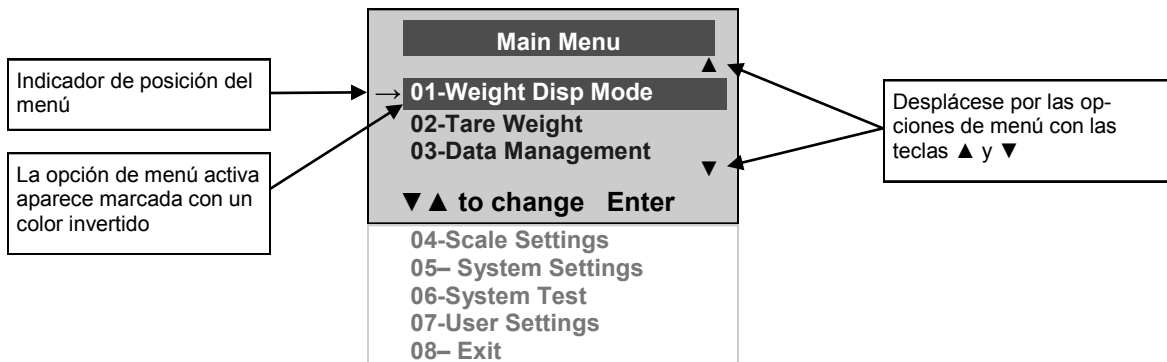 Main Menu
▲
→ 01-Weight Disp Mode
02-Tare Weight
03-Data Management
▼
▼▲ to change Enter
04-Scale Settings
05– System Settings
06-System Test
07-User Settings
08– Exit
Indicador de posición del
menú
La opción de menú activa
aparece marcada con un
color invertido
Desplácese por las op-
ciones de menú con las
teclas ▲ y ▼